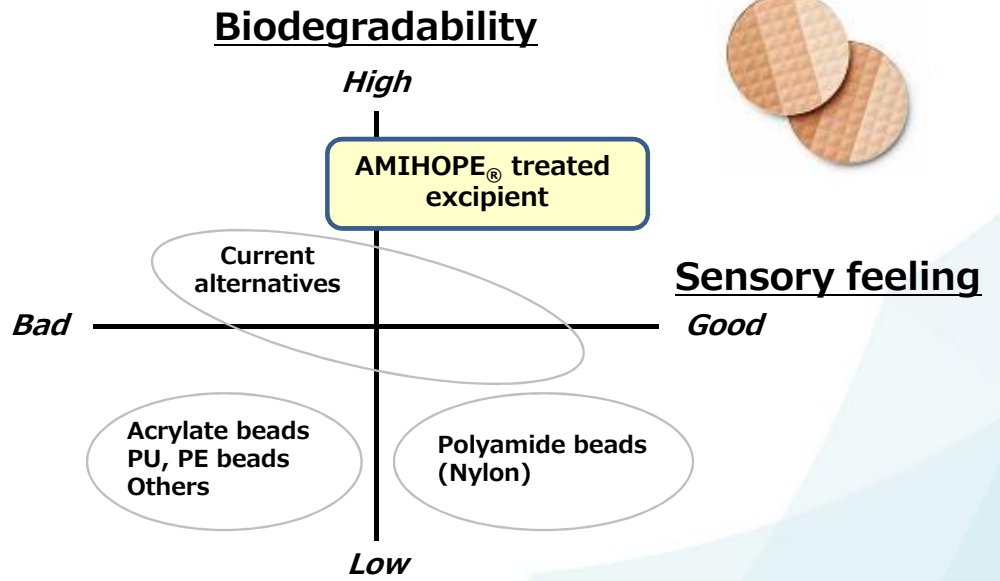 Biodegradability
High
AMIHOPE® treated
excipient
Current
alternatives
Sensory feeling
Bad
Good
Acrylate beads
PU, PE beads
Others
Polyamide beads
(Nylon)
Low